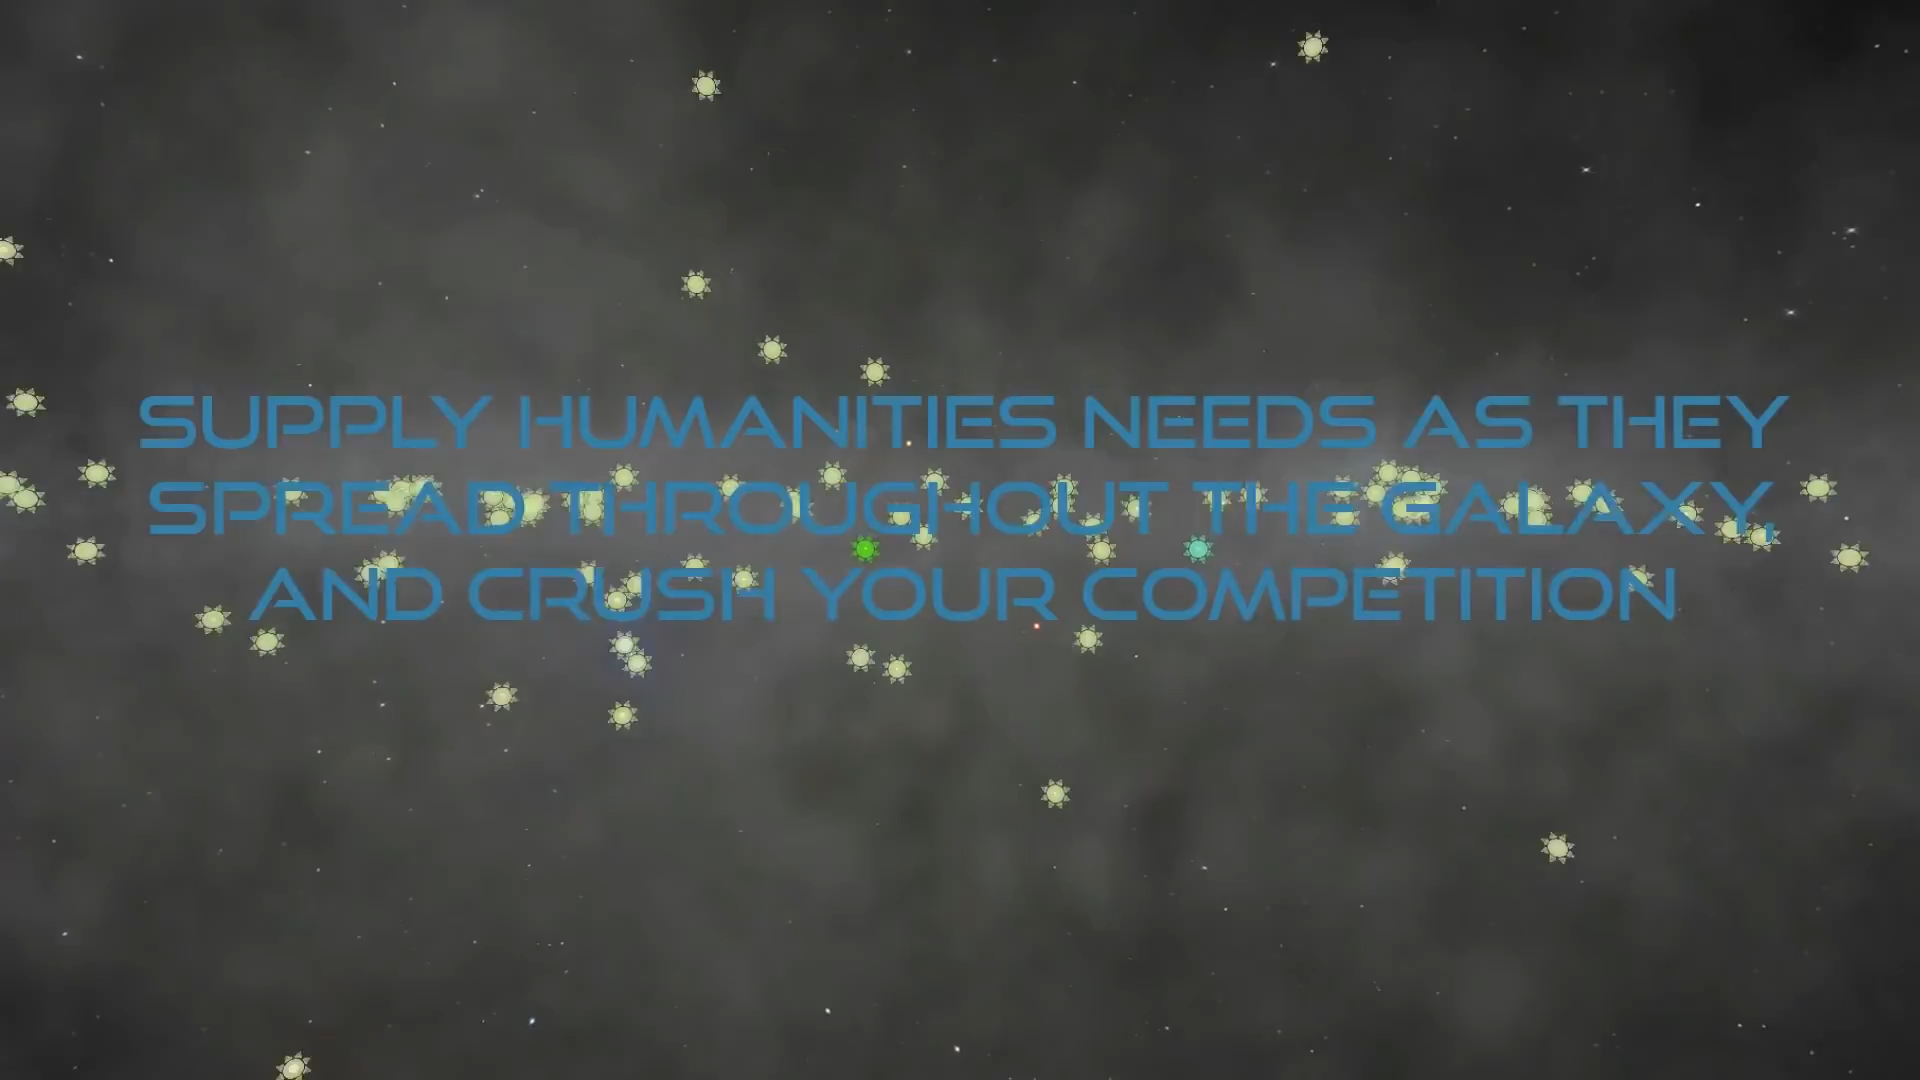 SUPPLY HUMANITIES NEEDS AS THEY
SPREAD THROUGHOUT THE GALAXY,
AND CRUSH YOUR COMPETITION